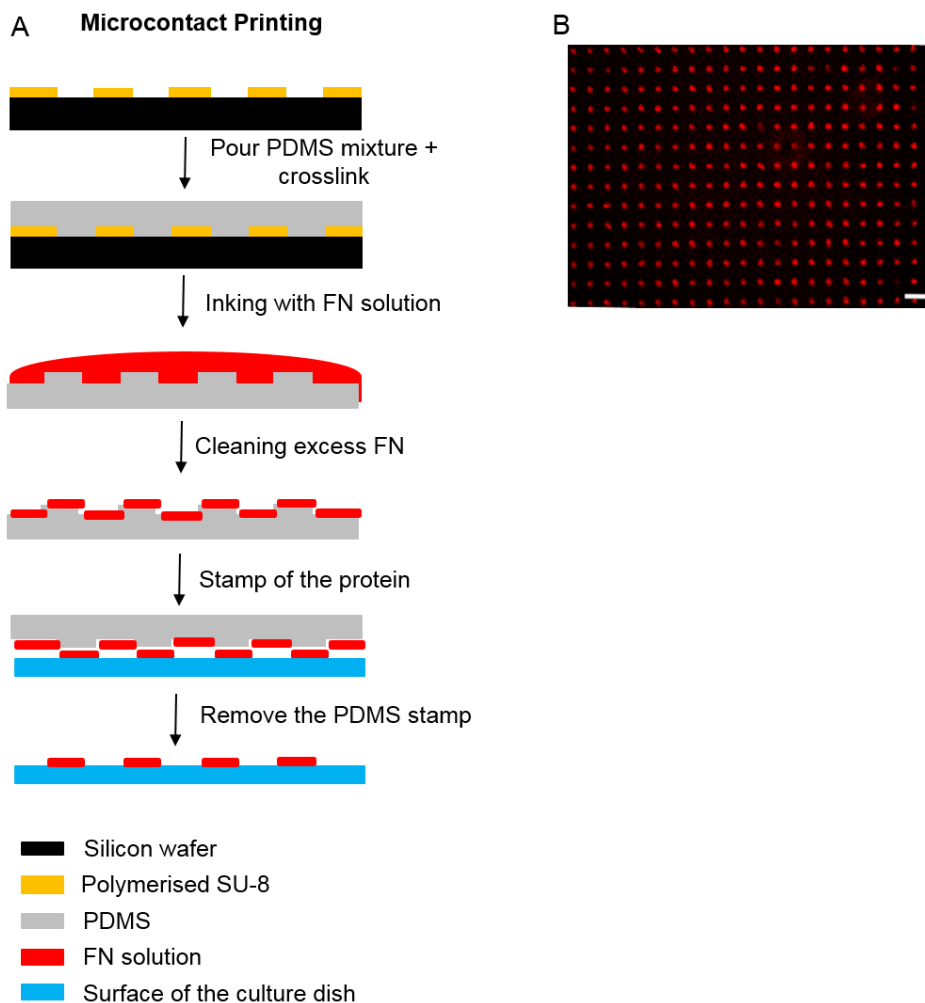 A
Microcontact Printing
B
Pour PDMS mixture +
crosslink
Inking with FN solution
Cleaning excess FN
Stamp of the protein
Remove the PDMS stamp
Silicon wafer
Polymerised SU-8
PDMS
FN solution
Surface of the culture dish